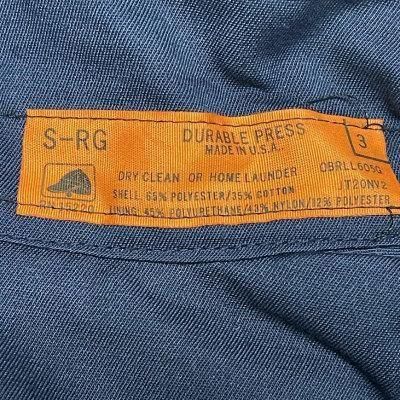 S-RG
DURABLE PRESS
3
MADE IN U.S.A.
DRY CLEAN OR HOME LAUNDER
OBRLL605Q
SHELL: 65% POLYESTER/35% COTTON
JT20NV2
LINING: 45% POLYURETHANE/43% NYLON/12% POLYESTER